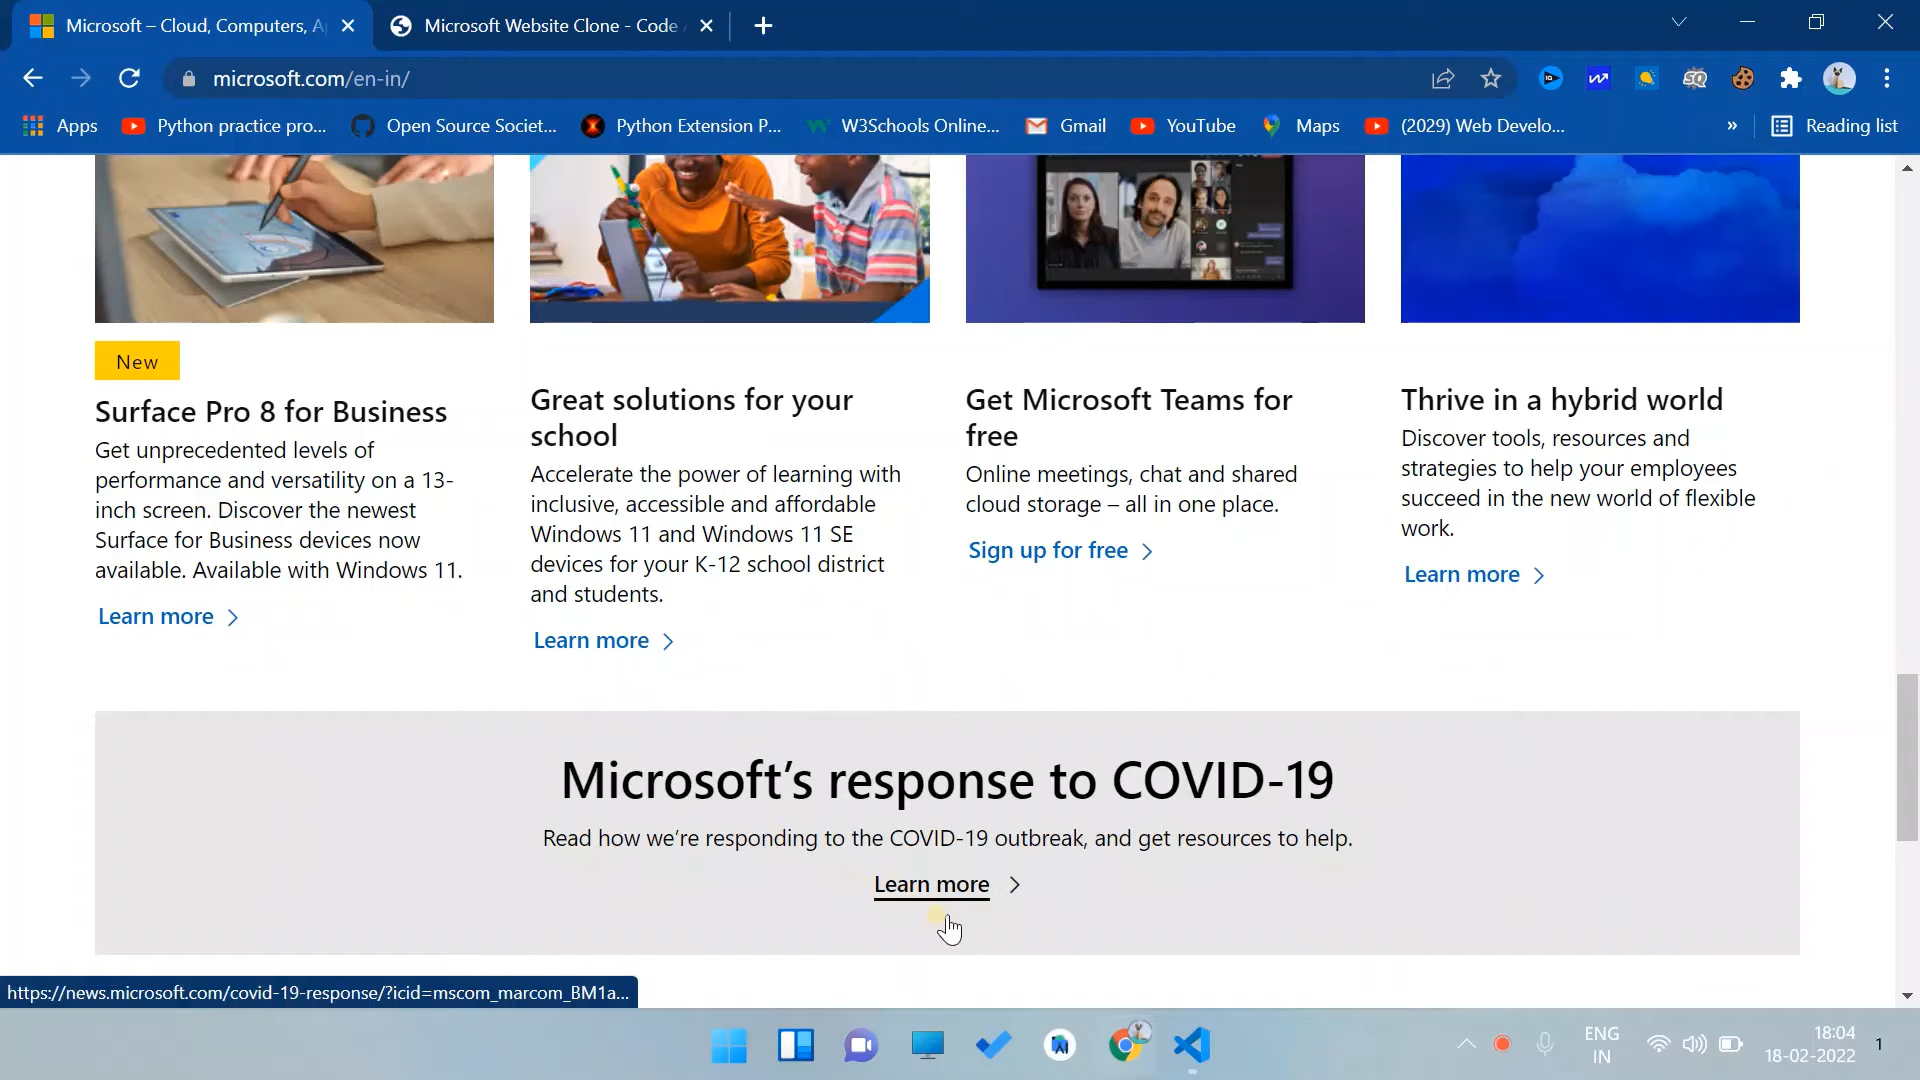 Microsoft – Cloud, Computers, A
Microsoft Website Clone - Code
microsoft.com/en-in/
Apps
Python practice pro...
Open Source Societ...
Python Extension P...
W3Schools Online...
Gmail
YouTube
Maps
(2029) Web Develo...
»
Reading list
New
Surface Pro 8 for Business
Get unprecedented levels of
performance and versatility on a 13-
inch screen. Discover the newest
Surface for Business devices now
available. Available with Windows 11.
Learn more
Great solutions for your
school
Accelerate the power of learning with
inclusive, accessible and affordable
Windows 11 and Windows 11 SE
devices for your K-12 school district
and students.
Learn more
Get Microsoft Teams for
free
Online meetings, chat and shared
cloud storage – all in one place.
Sign up for free
Thrive in a hybrid world
Discover tools, resources and
strategies to help your employees
succeed in the new world of flexible
work.
Learn more
Microsoft’s response to COVID-19
Read how we’re responding to the COVID-19 outbreak, and get resources to help.
Learn more
https://news.microsoft.com/covid-19-response/?icid=mscom_marcom_BM1a...
ENG
IN
18:04
18-02-2022
1